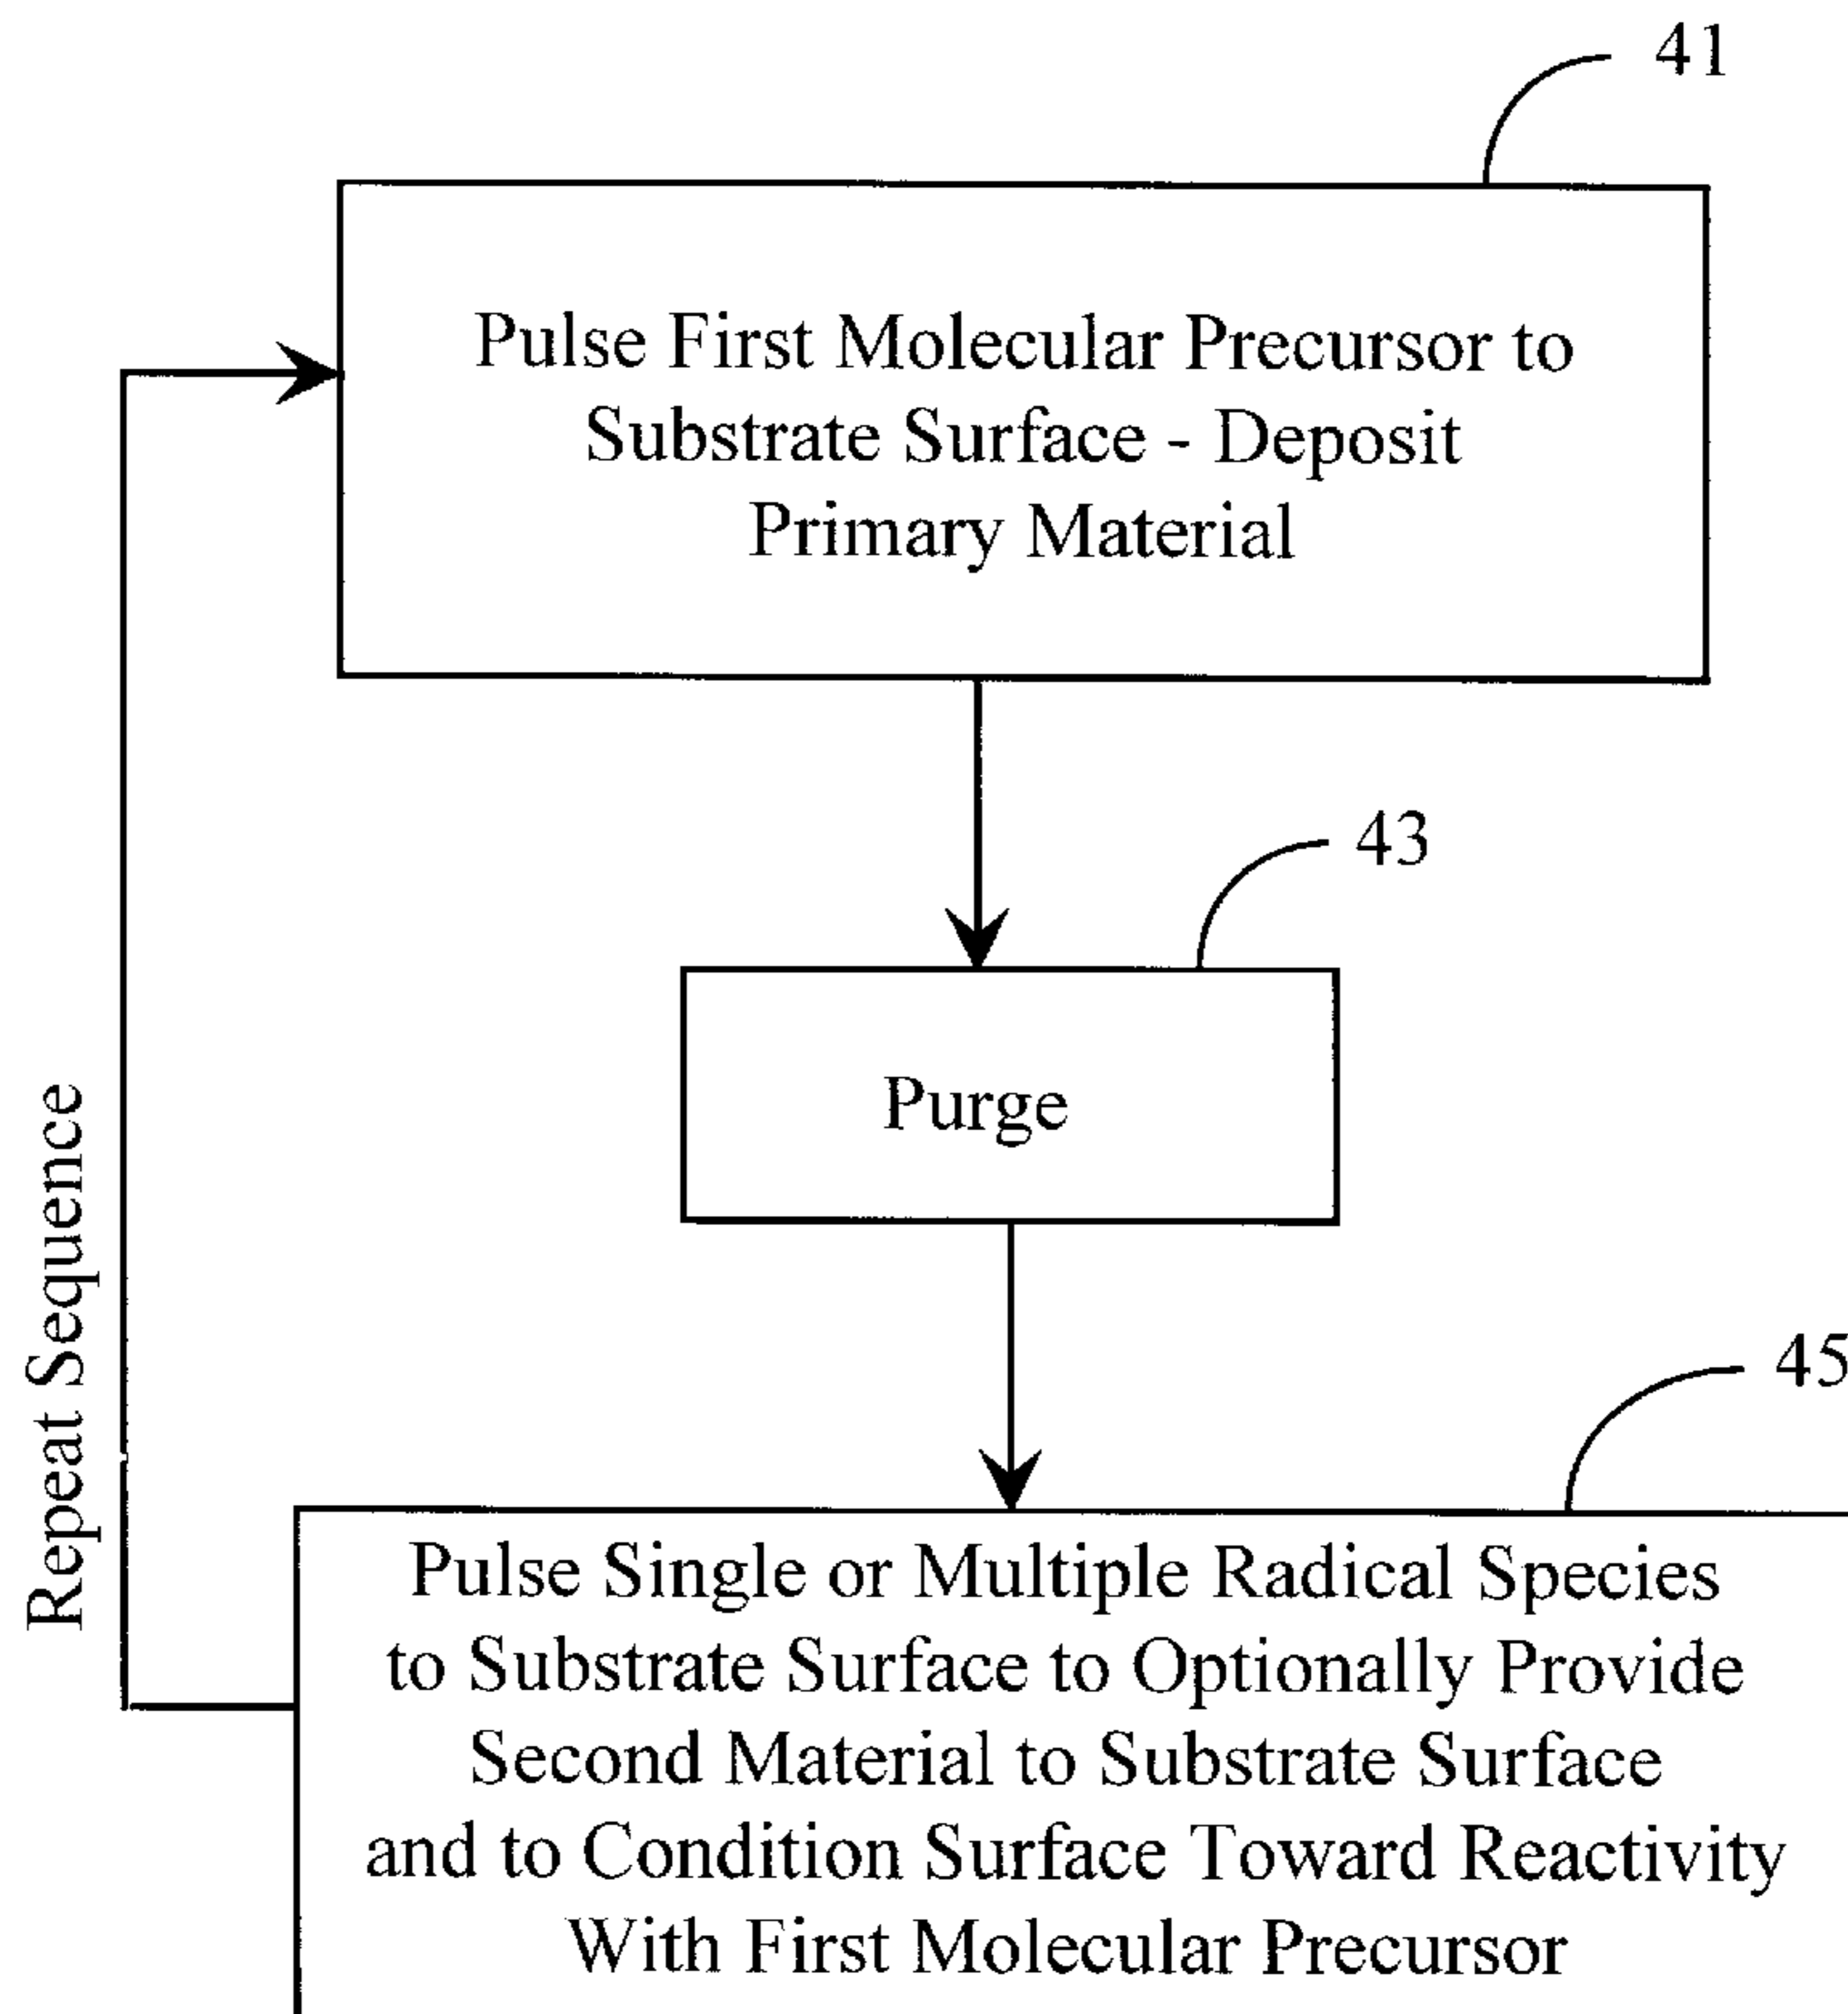 41
Pulse First Molecular Precursor to
Substrate Surface - Deposit
Primary Material
43
Purge
Repeat Sequence
45
Pulse Single or Multiple Radical Species
to Substrate Surface to Optionally Provide
Second Material to Substrate Surface
and to Condition Surface Toward Reactivity
With First Molecular Precursor